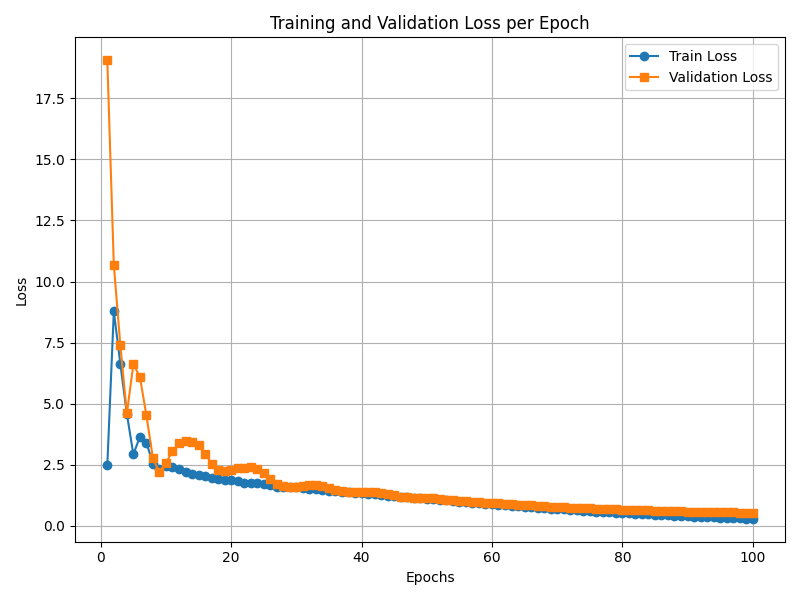 Training and Validation Loss per Epoch
Train Loss
Validation Loss
Loss
17.5
15.0
12.5
10.0
7.5
5.0
2.5
0.0
0 20 40 60 80 100
Epochs